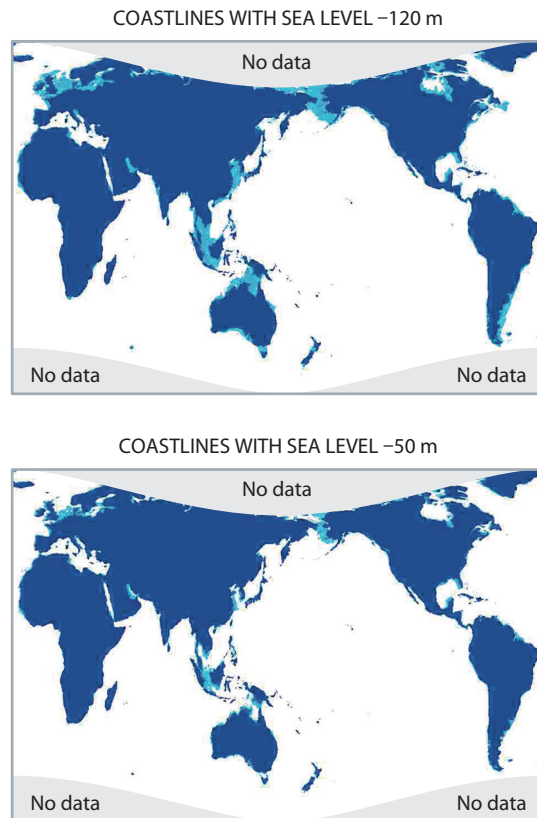 COASTLINES WITH SEA LEVEL −120 m
No data
No data
No data
COASTLINES WITH SEA LEVEL −50 m
No data
No data
No data